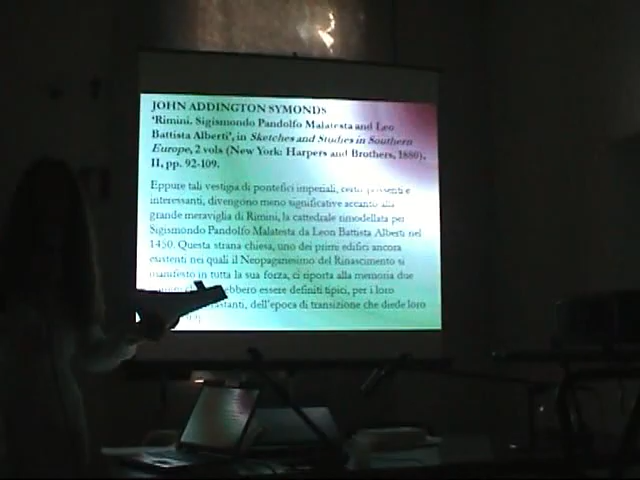 JOHN ADDINGTON SYMONDS
'Rimini. Sigismondo Pandolfo Malatesta and Leo
Battista Alberti', in Sketches and Studies in Southern
Europe, 2 vols (New York: Harpers and Brothers, 1880),
II, pp. 92-109.
Eppure tali vestigia di pontefici imperiali, certo possenti e
interessanti, divengono meno significative accanto alla
grande meraviglia di Rimini, la cattedrale rimodellata per
Sigismondo Pandolfo Malatesta da Leon Battista Alberti nel
1450. Questa strana chiesa, uno dei primi edifici ancora
esistenti nei quali il Neopaganesimo del Rinascimento si
manifestò in tutta la sua forza, ci riporta alla memoria due
essere definiti tipici, per i loro
dell'epoca di transizione che diede loro